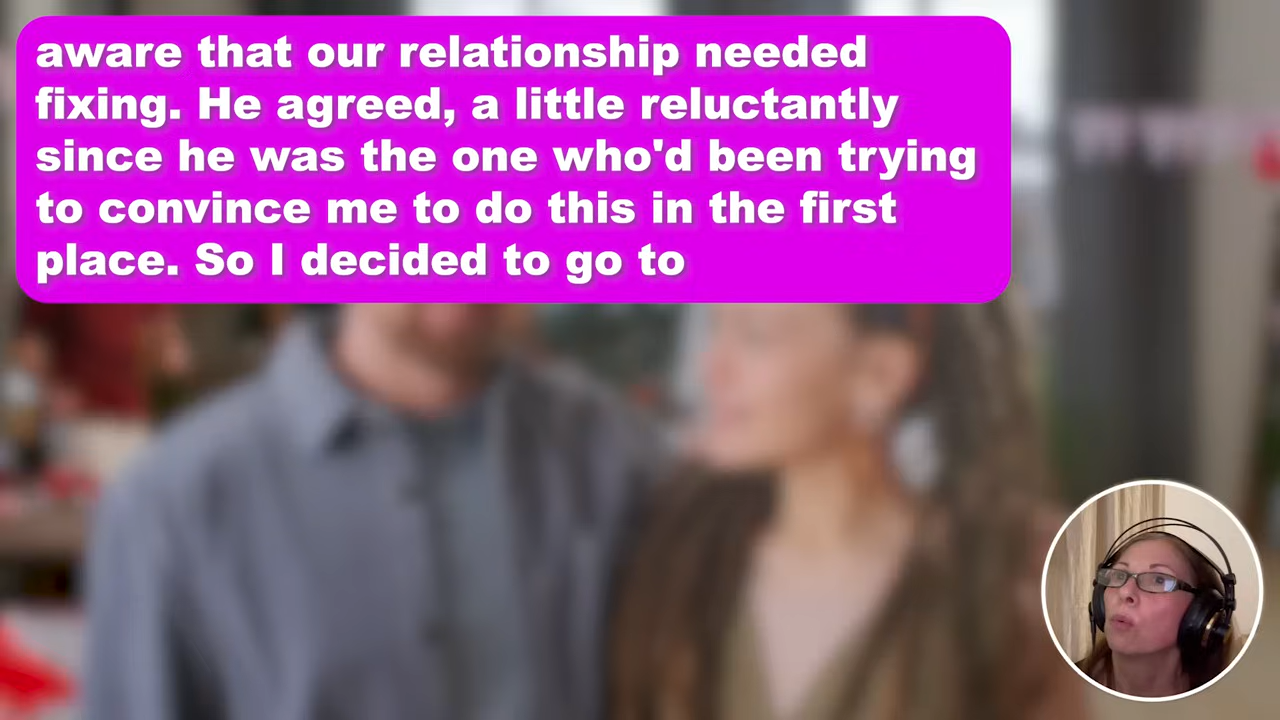 aware that our relationship needed
fixing. He agreed, a little reluctantly
since he was the one who'd been trying
to convince me to do this in the first
place. So I decided to go to